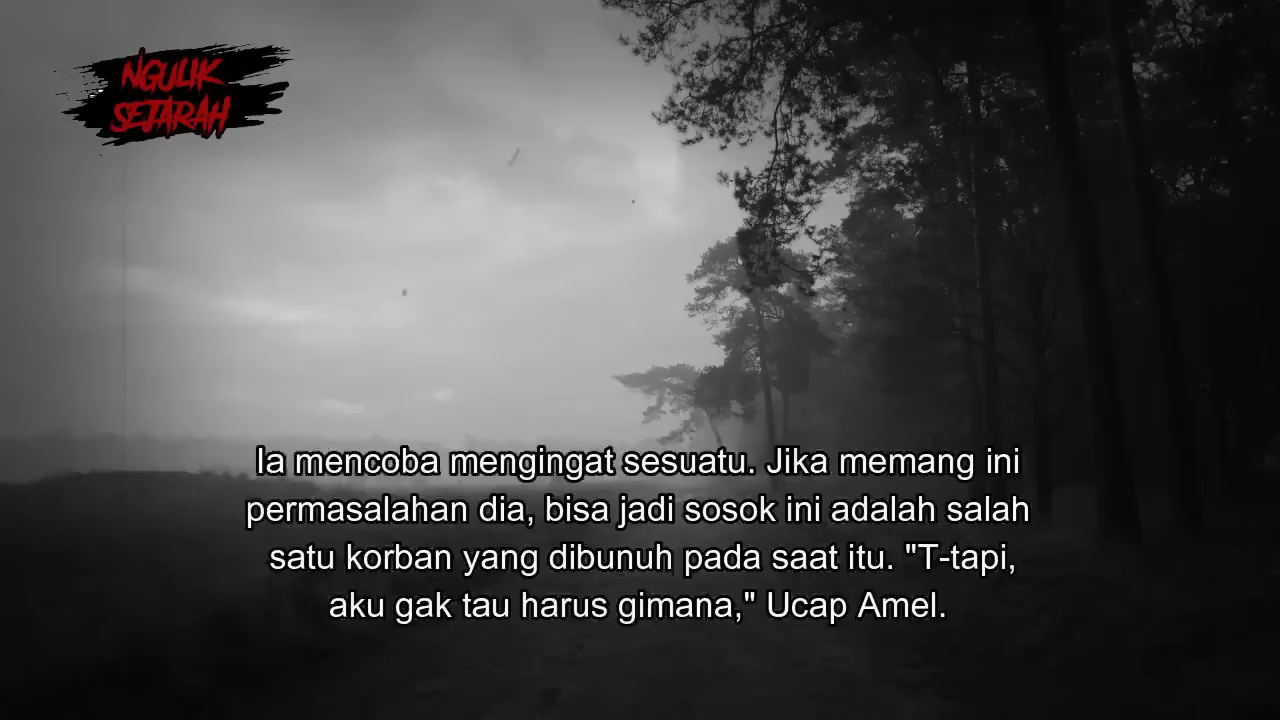 NGULIK
SEJARAH
Ia mencoba mengingat sesuatu. Jika memang ini
permasalahan dia, bisa jadi sosok ini adalah salah
satu korban yang dibunuh pada saat itu. "T-tapi,
aku gak tau harus gimana," Ucap Amel.